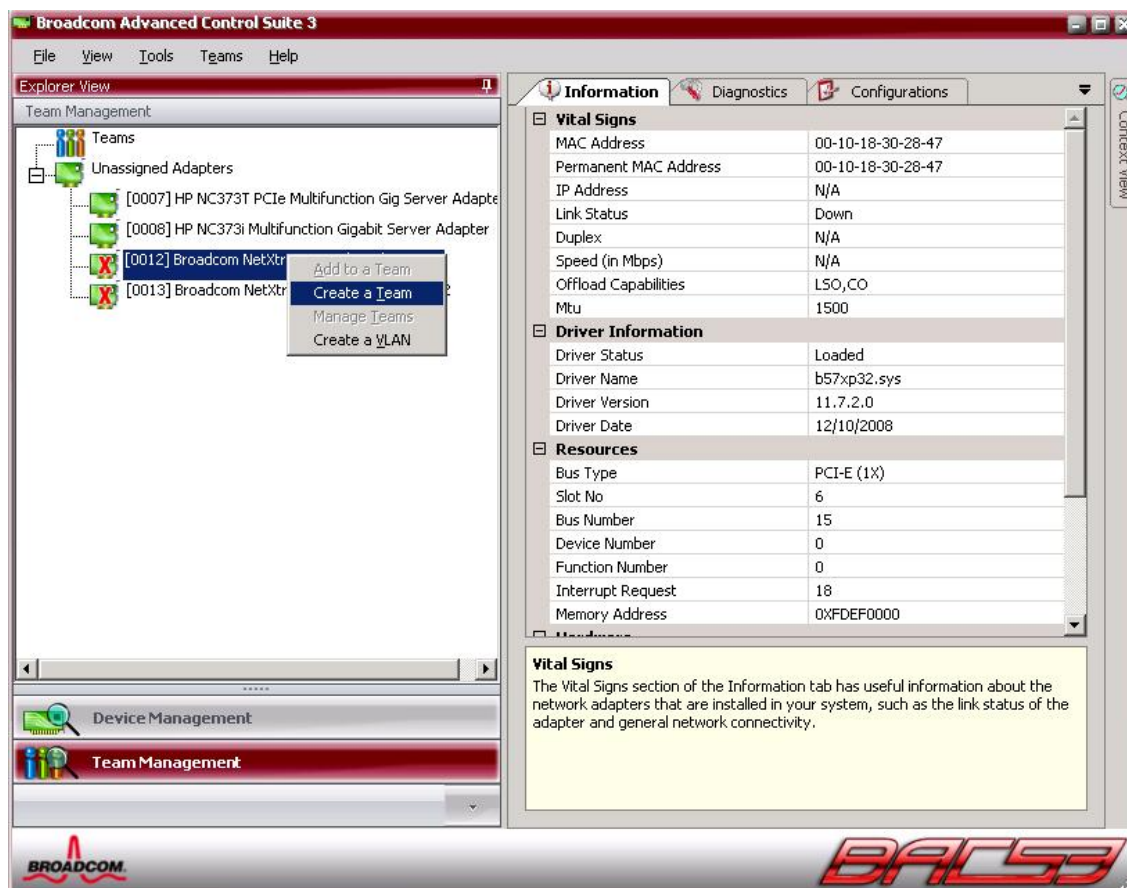 Broadcom Advanced Control Suite 3
File View Tools Teams Help
Explorer View
Team Management
Teams
Unassigned Adapters
[0007] HP NC373T PCIe Multifunction Gig Server Adapte
[0008] HP NC373i Multifunction Gigabit Server Adapter
[0012] Broadcom NetXtr
[0013] Broadcom NetXtr
Add to a Team
Create a Team
Manage Teams
Create a VLAN
Device Management
Team Management
Information Diagnostics Configurations
Vital Signs
MAC Address 00-10-18-30-28-47
Permanent MAC Address 00-10-18-30-28-47
IP Address N/A
Link Status Down
Duplex N/A
Speed (in Mbps) N/A
Offload Capabilities LSO,CO
Mtu 1500
Driver Information
Driver Status Loaded
Driver Name b57xp32.sys
Driver Version 11.7.2.0
Driver Date 12/10/2008
Resources
Bus Type PCI-E (1X)
Slot No 6
Bus Number 15
Device Number 0
Function Number 0
Interrupt Request 18
Memory Address 0XFDEF0000
Vital Signs
The Vital Signs section of the Information tab has useful information about the
network adapters that are installed in your system, such as the link status of the
adapter and general network connectivity.
Context View
BROADCOM.
BACS3